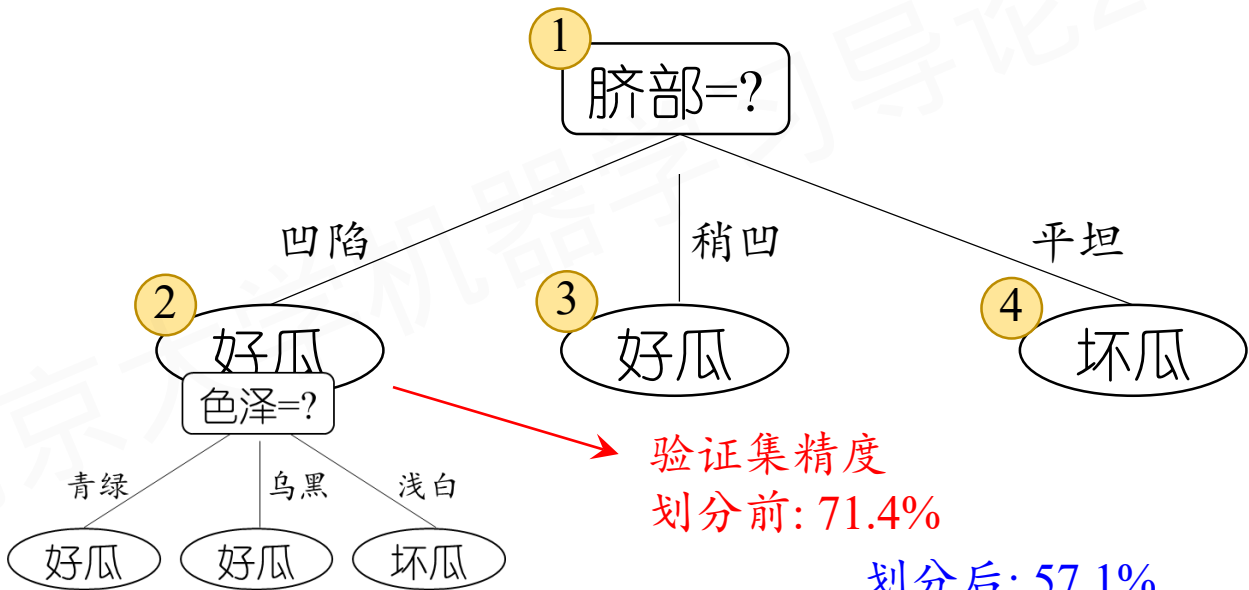 1
脐部=?
凹陷
稍凹
平坦
2
好瓜
3
好瓜
4
坏瓜
色泽=?
青绿
乌黑
浅白
好瓜
好瓜
坏瓜
验证集精度
划分前: 71.4%
划分后: 57.1%